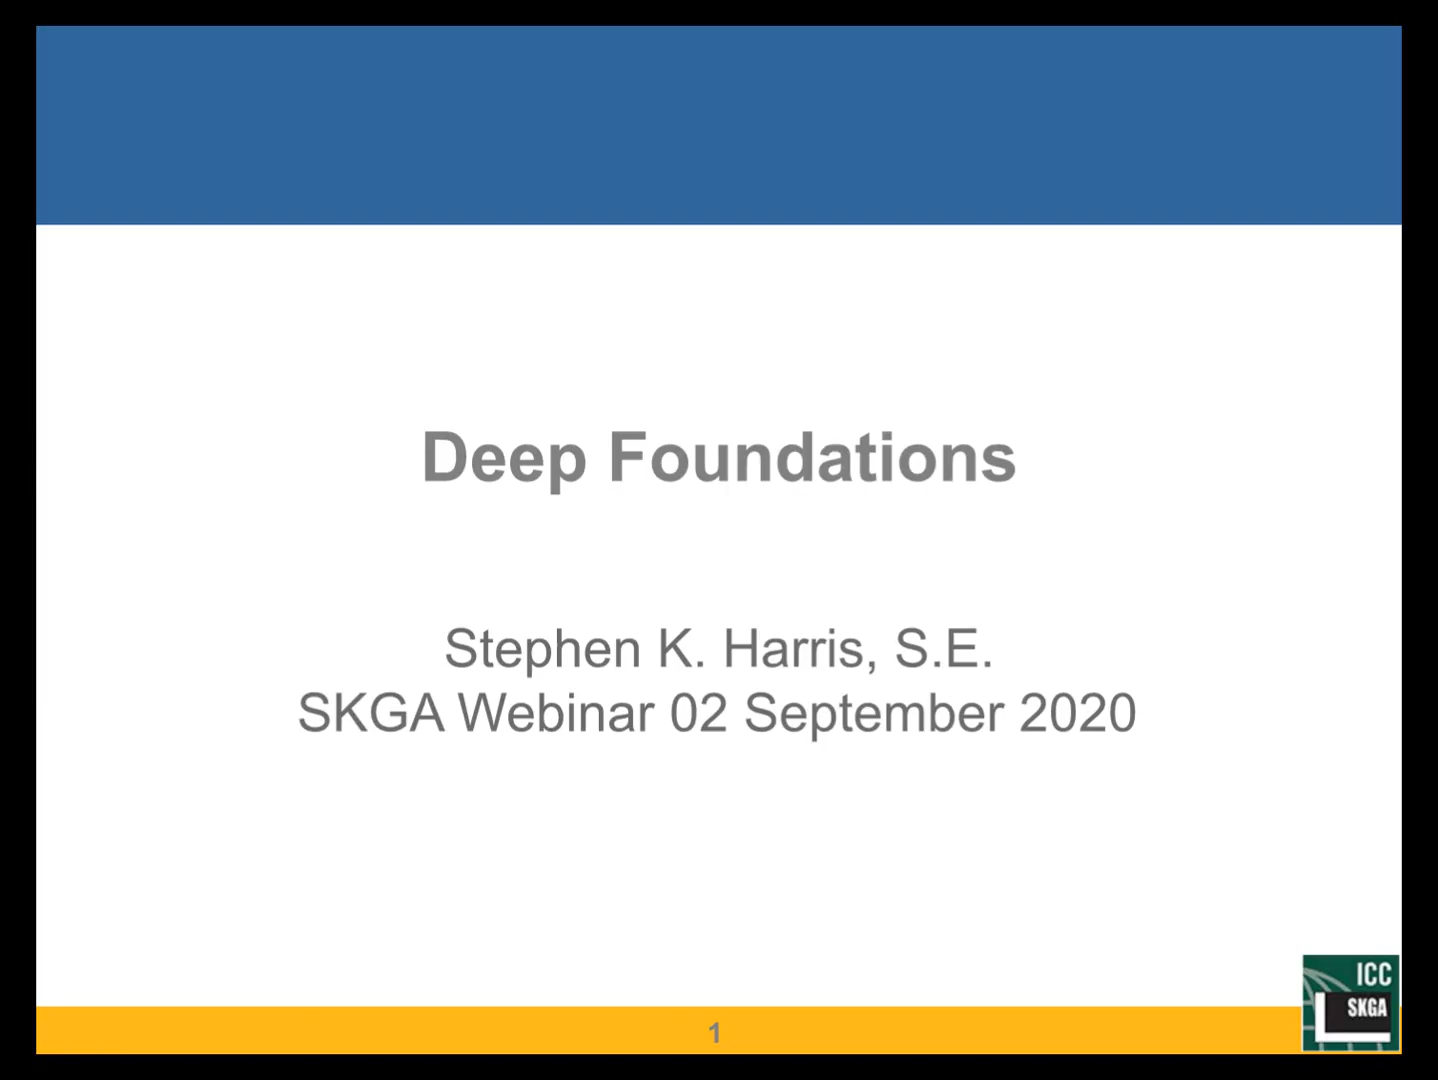 Deep Foundations
Stephen K. Harris, S.E.
SKGA Webinar 02 September 2020
1
ICC
SKGA